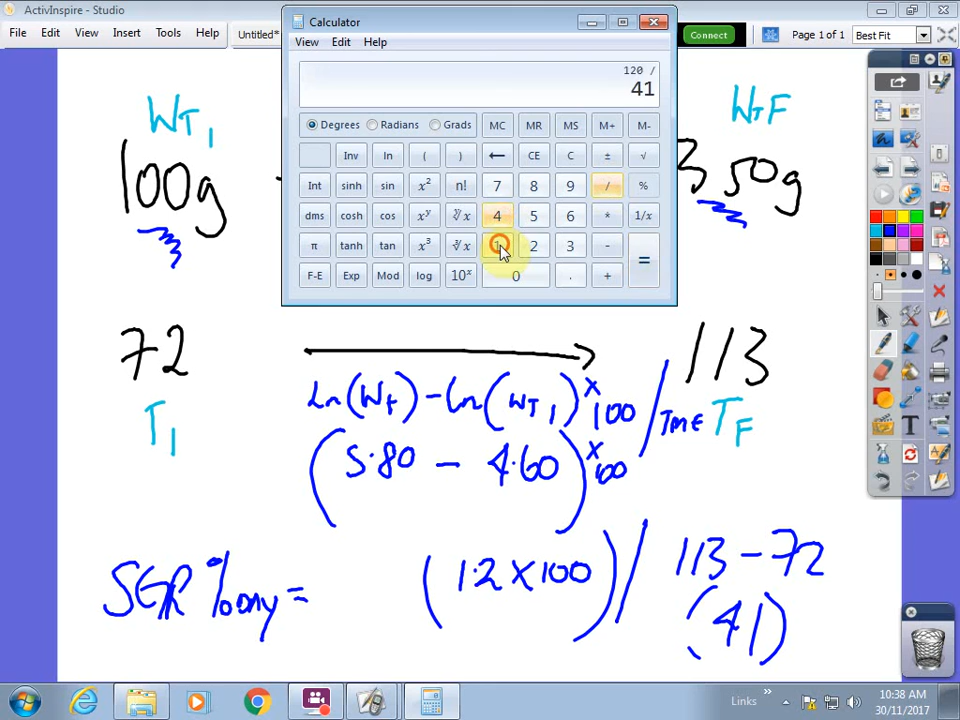 ActivInspire - Studio
File Edit View Insert Tools Help Untitled* Connect Page 1 of 1 Best Fit
Calculator
View Edit Help
120 /
41
Degrees Radians Grads MC MR MS M+ M-
Inv ln ( ) ← CE C ± √
Int sinh sin x² n! 7 8 9 / %
dms cosh cos xʸ ʸ√x 4 5 6 * 1/x
π tanh tan x³ ³√x 1 2 3 - =
F-E Exp Mod log 10ˣ 0 . +
WT1 WTF
100g 350g
72 113
T1 TF
Ln(WF) - Ln(WT1) x 100 / TmE
(5.80 - 4.60) x 100
SGR %DAY = (1.2 x 100) / 113 - 72
(41)
Links »
10:38 AM
30/11/2017